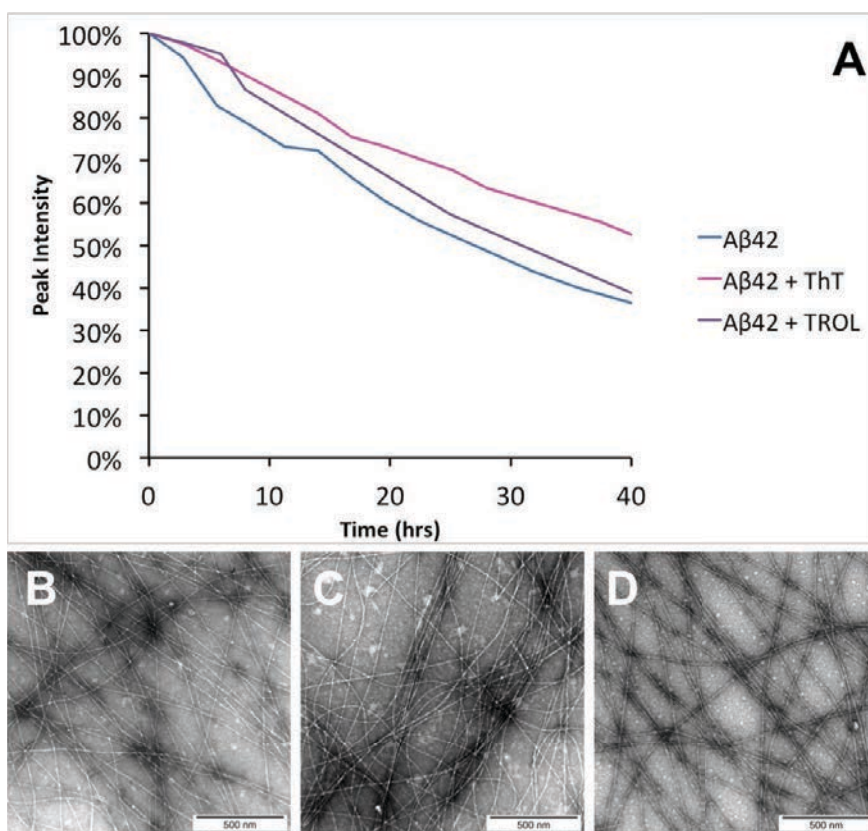 A
100%
90%
80%
70%
60%
50%
40%
30%
20%
10%
0%
Peak Intensity
0 10 20 30 40
Time (hrs)
Aβ42
Aβ42 + ThT
Aβ42 + TROL
B C D
500 nm 500 nm 500 nm